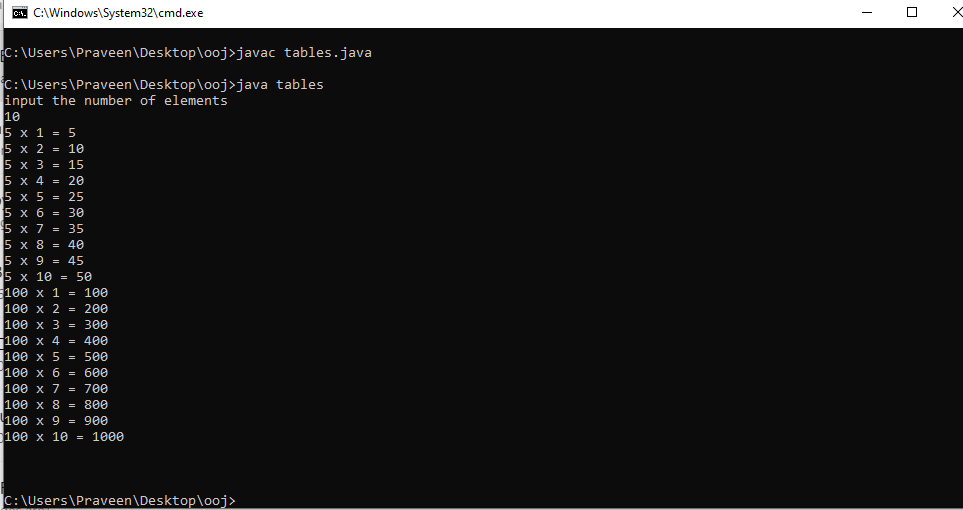 C:\Windows\System32\cmd.exe
C:\Users\Praveen\Desktop\ooj>javac tables.java
C:\Users\Praveen\Desktop\ooj>java tables
input the number of elements
10
5 x 1 = 5
5 x 2 = 10
5 x 3 = 15
5 x 4 = 20
5 x 5 = 25
5 x 6 = 30
5 x 7 = 35
5 x 8 = 40
5 x 9 = 45
5 x 10 = 50
100 x 1 = 100
100 x 2 = 200
100 x 3 = 300
100 x 4 = 400
100 x 5 = 500
100 x 6 = 600
100 x 7 = 700
100 x 8 = 800
100 x 9 = 900
100 x 10 = 1000
C:\Users\Praveen\Desktop\ooj>